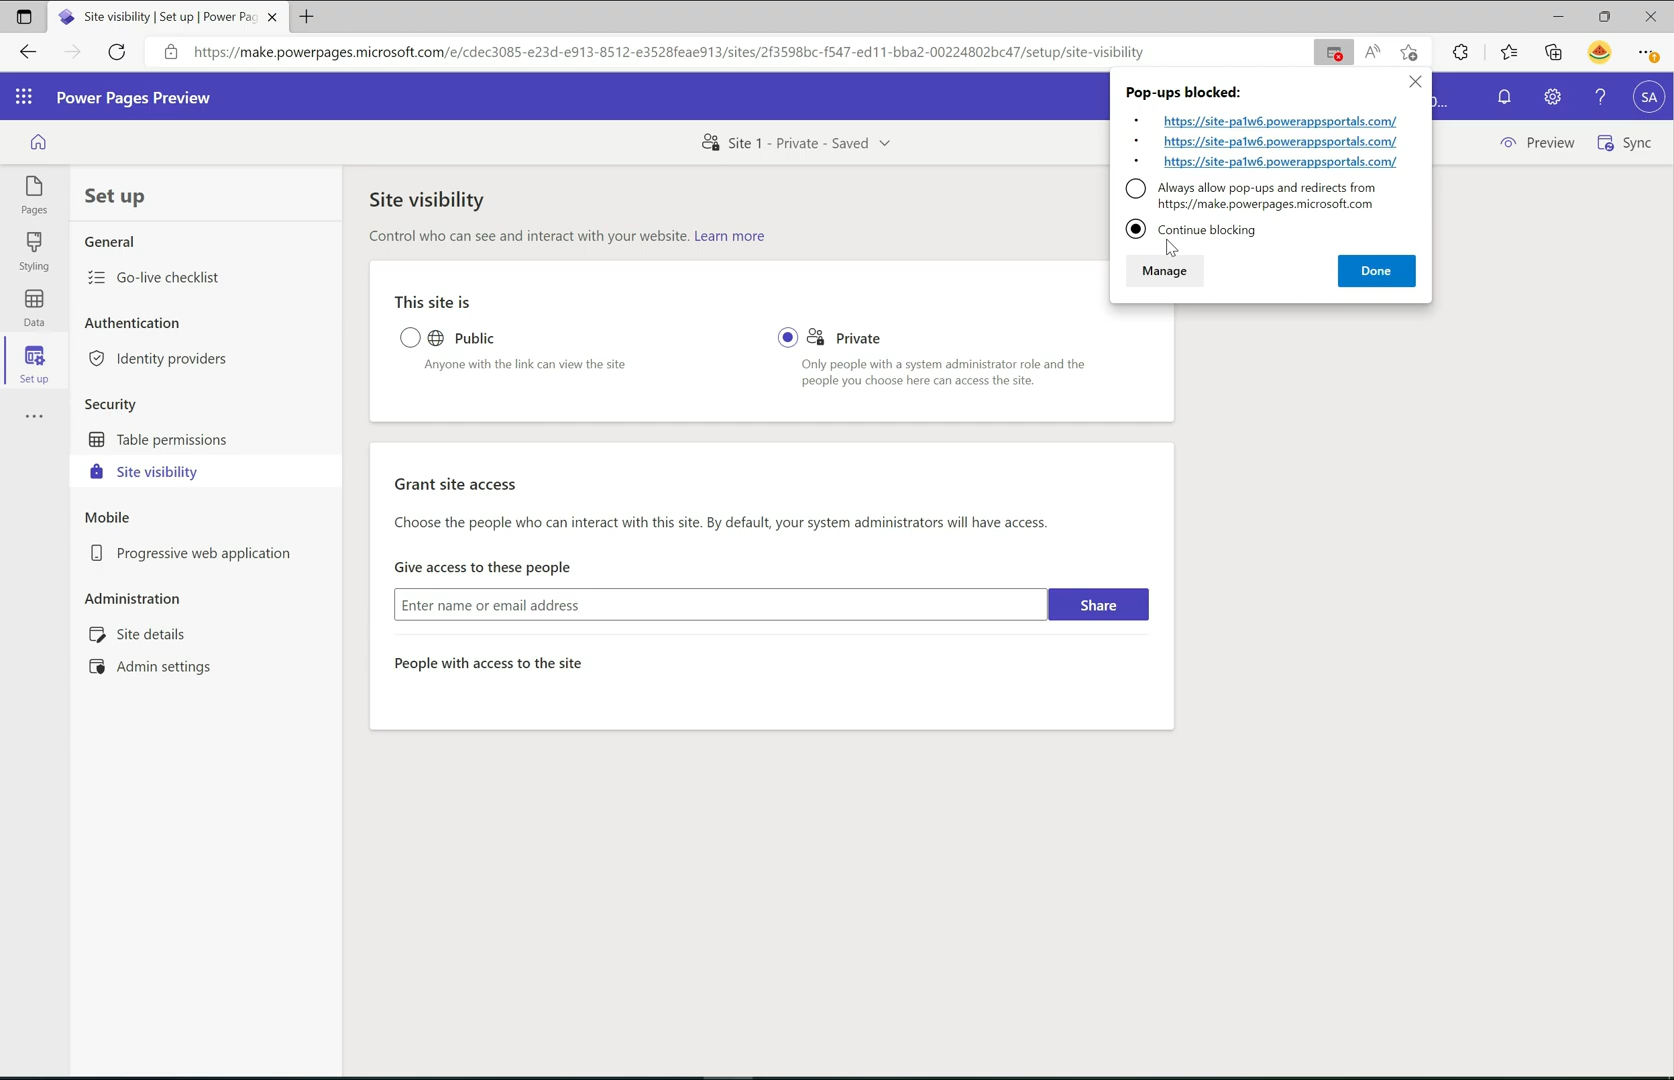 Site visibility | Set up | Power Pag
https://make.powerpages.microsoft.com/e/cdec3085-e23d-e913-8512-e3528feae913/sites/2f3598bc-f547-ed11-bba2-00224802bc47/setup/site-visibility
Power Pages Preview
SA
Pop-ups blocked:
https://site-pa1w6.powerappsportals.com/
https://site-pa1w6.powerappsportals.com/
https://site-pa1w6.powerappsportals.com/
Always allow pop-ups and redirects from
https://make.powerpages.microsoft.com
Continue blocking
Manage
Done
Site 1 - Private - Saved
Preview
Sync
Pages
Styling
Data
Set up
Set up
General
Go-live checklist
Authentication
Identity providers
Security
Table permissions
Site visibility
Mobile
Progressive web application
Administration
Site details
Admin settings
Site visibility
Control who can see and interact with your website. Learn more
This site is
Public
Anyone with the link can view the site
Private
Only people with a system administrator role and the
people you choose here can access the site.
Grant site access
Choose the people who can interact with this site. By default, your system administrators will have access.
Give access to these people
Enter name or email address
Share
People with access to the site